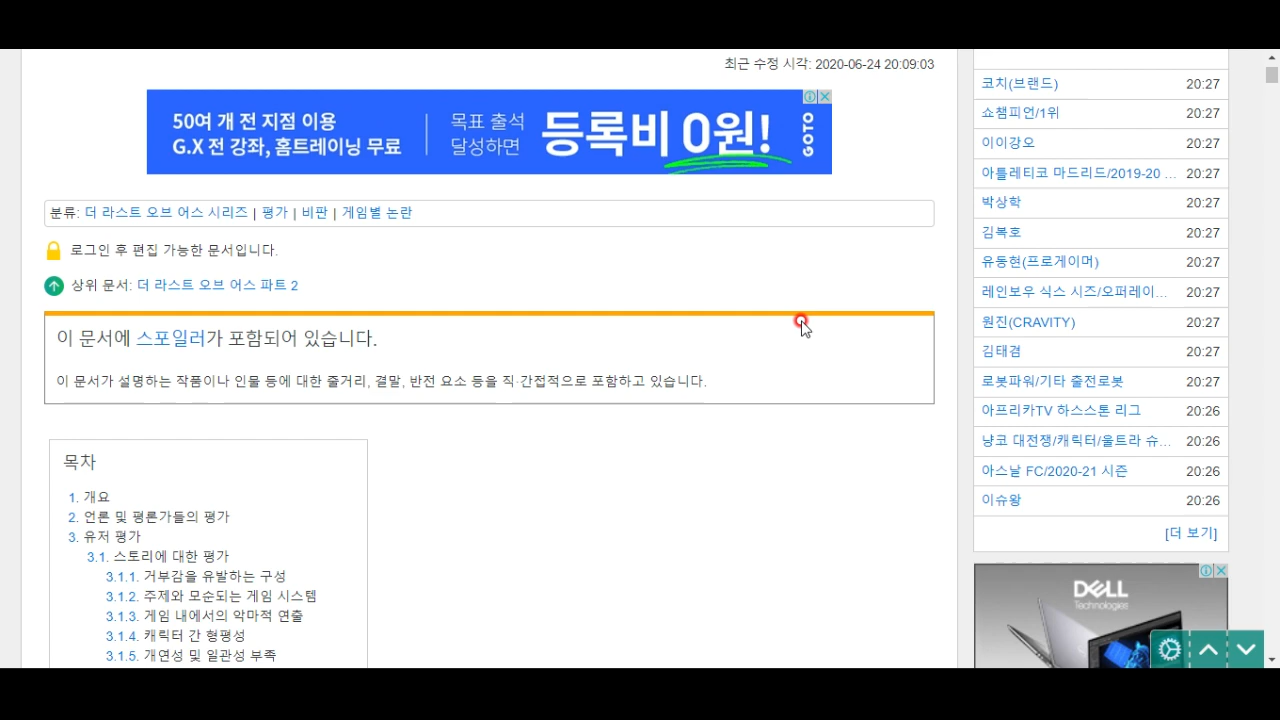 최근 수정 시각: 2020-06-24 20:09:03
50여 개 전 지점 이용
G.X 전 강좌, 홈트레이닝 무료
목표 출석
달성하면
등록비 0원!
GOTO
분류: 더 라스트 오브 어스 시리즈 | 평가 | 비판 | 게임별 논란
로그인 후 편집 가능한 문서입니다.
상위 문서: 더 라스트 오브 어스 파트 2
이 문서에 스포일러가 포함되어 있습니다.
이 문서가 설명하는 작품이나 인물 등에 대한 줄거리, 결말, 반전 요소 등을 직·간접적으로 포함하고 있습니다.
목차
1. 개요
2. 언론 및 평론가들의 평가
3. 유저 평가
3.1. 스토리에 대한 평가
3.1.1. 거부감을 유발하는 구성
3.1.2. 주제와 모순되는 게임 시스템
3.1.3. 게임 내에서의 악마적 연출
3.1.4. 캐릭터 간 형평성
3.1.5. 개연성 및 일관성 부족
코치(브랜드) 20:27
쇼챔피언/1위 20:27
이이강오 20:27
아틀레티코 마드리드/2019-20 ... 20:27
박상학 20:27
김복호 20:27
유동현(프로게이머) 20:27
레인보우 식스 시즈/오퍼레이... 20:27
원진(CRAVITY) 20:27
김태겸 20:27
로봇파워/기타 출전로봇 20:27
아프리카TV 하스스톤 리그 20:26
냥코 대전쟁/캐릭터/울트라 슈... 20:26
아스날 FC/2020-21 시즌 20:26
이슈왕 20:26
[더 보기]
DELL
Technologies